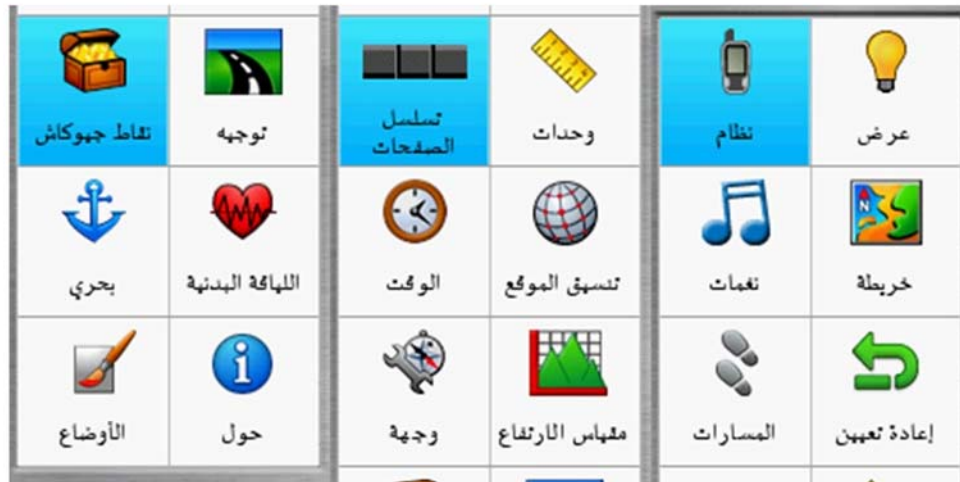 نظام
عرض
نغمات
خريطة
المسارات
إعادة تعيين
تسلسل
الصفحات
وحدات
الوقت
تنسيق الموقع
وجهة
مقياس الارتفاع
نقاط جيوكاش
توجيه
بحري
اللياقة البدنية
الأوضاع
حول
N